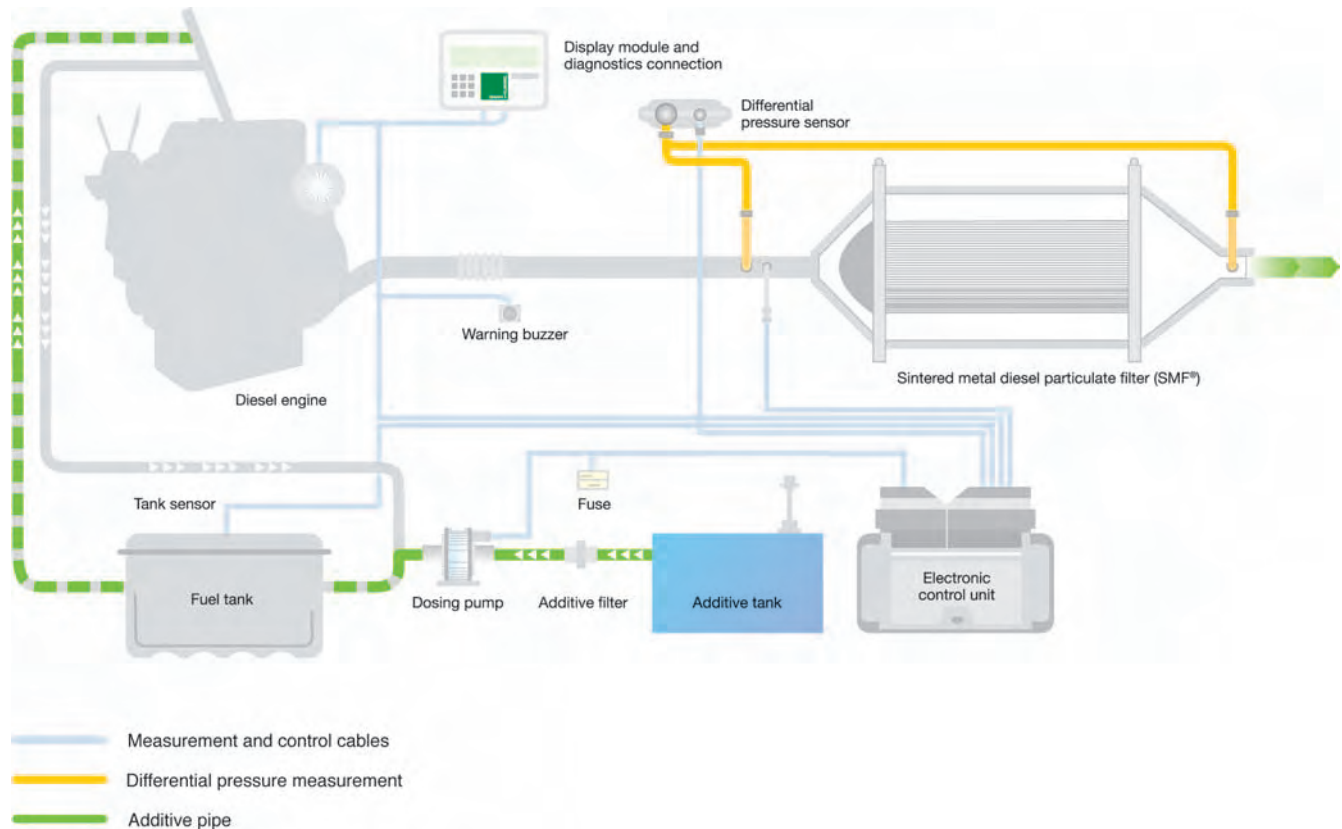 Display module and
diagnostics connection
Differential
pressure sensor
Warning buzzer
Sintered metal diesel particulate filter (SMF®)
Diesel engine
Tank sensor
Fuse
Fuel tank
Dosing pump
Additive filter
Additive tank
Electronic
control unit
Measurement and control cables
Differential pressure measurement
Additive pipe